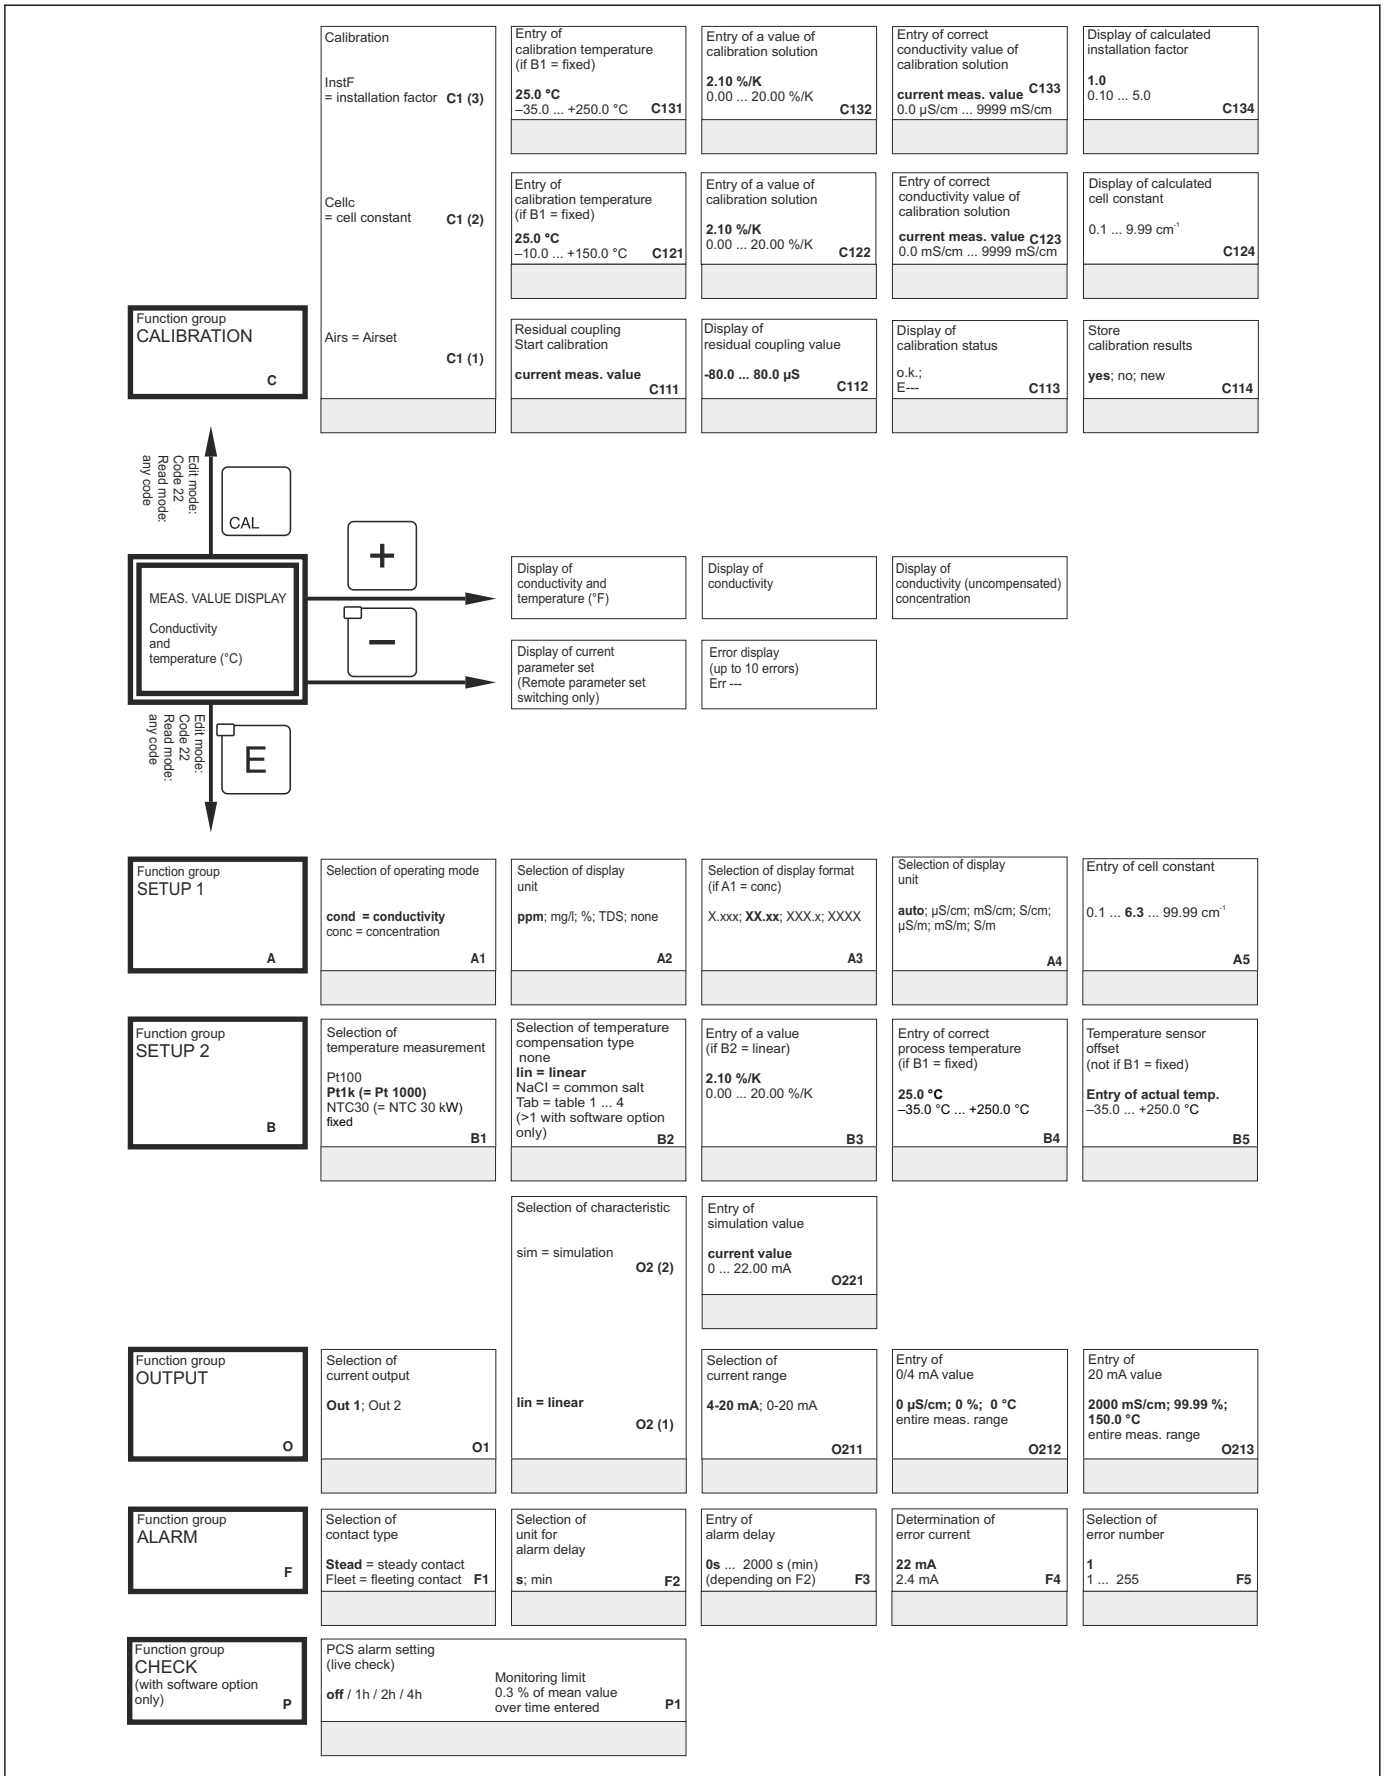 Calibration
InstF
= installation factor C1 (3)
Cellc
= cell constant C1 (2)
Airs = Airset
C1 (1)
Entry of
calibration temperature
(if B1 = fixed)
25.0 °C
–35.0 ... +250.0 °C C131
Entry of a value of
calibration solution
2.10 %/K
0.00 ... 20.00 %/K
C132
Entry of correct
conductivity value of
calibration solution
current meas. value C133
0.0 µS/cm ... 9999 mS/cm
Display of calculated
installation factor
1.0
0.10 ... 5.0
C134
Entry of
calibration temperature
(if B1 = fixed)
25.0 °C
–10.0 ... +150.0 °C C121
Entry of a value of
calibration solution
2.10 %/K
0.00 ... 20.00 %/K
C122
Entry of correct
conductivity value of
calibration solution
current meas. value C123
0.0 mS/cm ... 9999 mS/cm
Display of calculated
cell constant
0.1 ... 9.99 cm⁻¹
C124
Function group
CALIBRATION
C
Residual coupling
Start calibration
current meas. value
C111
Display of
residual coupling value
-80.0 ... 80.0 µS
C112
Display of
calibration status
o.k.;
E---
C113
Store
calibration results
yes; no; new
C114
Edit mode:
Code 22
Read mode:
any code
CAL
+
–
MEAS. VALUE DISPLAY
Conductivity
and
temperature (°C)
Display of
conductivity and
temperature (°F)
Display of
conductivity
Display of
conductivity (uncompensated)
concentration
Display of current
parameter set
(Remote parameter set
switching only)
Error display
(up to 10 errors)
Err ---
Edit mode:
Code 22
Read mode:
any code
E
Function group
SETUP 1
A
Selection of operating mode
cond = conductivity
conc = concentration
A1
Selection of display
unit
ppm; mg/l; %; TDS; none
A2
Selection of display format
(if A1 = conc)
X.xxx; XX.xx; XXX.x; XXXX
A3
Selection of display
unit
auto; µS/cm; mS/cm; S/cm;
µS/m; mS/m; S/m
A4
Entry of cell constant
0.1 ... 6.3 ... 99.99 cm⁻¹
A5
Function group
SETUP 2
B
Selection of
temperature measurement
Pt100
Pt1k (= Pt 1000)
NTC30 (= NTC 30 kW)
fixed
B1
Selection of temperature
compensation type
none
lin = linear
NaCl = common salt
Tab = table 1 ... 4
(>1 with software option
only)
B2
Entry of a value
(if B2 = linear)
2.10 %/K
0.00 ... 20.00 %/K
B3
Entry of correct
process temperature
(if B1 = fixed)
25.0 °C
–35.0 °C ... +250.0 °C
B4
Temperature sensor
offset
(not if B1 = fixed)
Entry of actual temp.
–35.0 ... +250.0 °C
B5
Selection of characteristic
sim = simulation
O2 (2)
lin = linear
O2 (1)
Entry of
simulation value
current value
0 ... 22.00 mA
O221
Function group
OUTPUT
O
Selection of
current output
Out 1; Out 2
O1
Selection of
current range
4-20 mA; 0-20 mA
O211
Entry of
0/4 mA value
0 µS/cm; 0 %; 0 °C
entire meas. range
O212
Entry of
20 mA value
2000 mS/cm; 99.99 %;
150.0 °C
entire meas. range
O213
Function group
ALARM
F
Selection of
contact type
Stead = steady contact
Fleet = fleeting contact F1
Selection of
unit for
alarm delay
s; min
F2
Entry of
alarm delay
0s ... 2000 s (min)
(depending on F2) F3
Determination of
error current
22 mA
2.4 mA
F4
Selection of
error number
1
1 ... 255
F5
Function group
CHECK
(with software option
only)
P
PCS alarm setting
(live check)
off / 1h / 2h / 4h
Monitoring limit
0.3 % of mean value
over time entered
P1